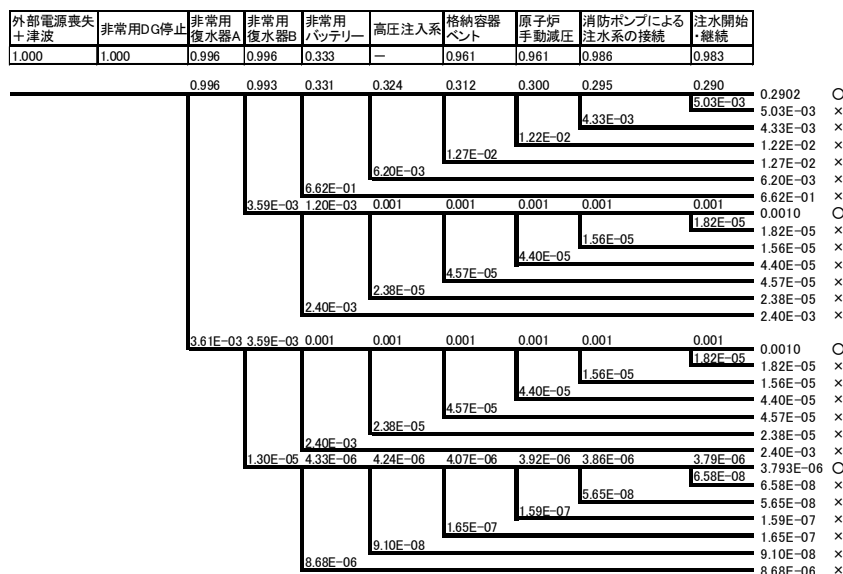 外部電源喪失＋津波 非常用DG停止 非常用復水器A 非常用復水器B 非常用バッテリー 高圧注入系 格納容器ベント 原子炉手動減圧 消防ポンプによる注水系の接続 注水開始・継続
1.000 1.000 0.996 0.996 0.333 — 0.961 0.961 0.986 0.983
0.996 0.993 0.331 0.324 0.312 0.300 0.295 0.290
0.2902 ○
5.03E−03
5.03E−03 ×
4.33E−03
4.33E−03 ×
1.22E−02
1.22E−02 ×
1.27E−02
1.27E−02 ×
6.20E−03
6.20E−03 ×
6.62E−01
6.62E−01 ×
3.59E−03 1.20E−03 0.001 0.001 0.001 0.001 0.001
0.0010 ○
1.82E−05
1.82E−05 ×
1.56E−05
1.56E−05 ×
4.40E−05
4.40E−05 ×
4.57E−05
4.57E−05 ×
2.38E−05
2.38E−05 ×
2.40E−03
2.40E−03 ×
3.61E−03 3.59E−03 0.001 0.001 0.001 0.001 0.001 0.001
0.0010 ○
1.82E−05
1.82E−05 ×
1.56E−05
1.56E−05 ×
4.40E−05
4.40E−05 ×
4.57E−05
4.57E−05 ×
2.38E−05
2.38E−05 ×
2.40E−03
2.40E−03 ×
1.30E−05 4.33E−06 4.24E−06 4.07E−06 3.92E−06 3.86E−06 3.79E−06
3.793E−06 ○
6.58E−08
6.58E−08 ×
5.65E−08
5.65E−08 ×
1.59E−07
1.59E−07 ×
1.65E−07
1.65E−07 ×
9.10E−08
9.10E−08 ×
8.68E−06
8.68E−06 ×